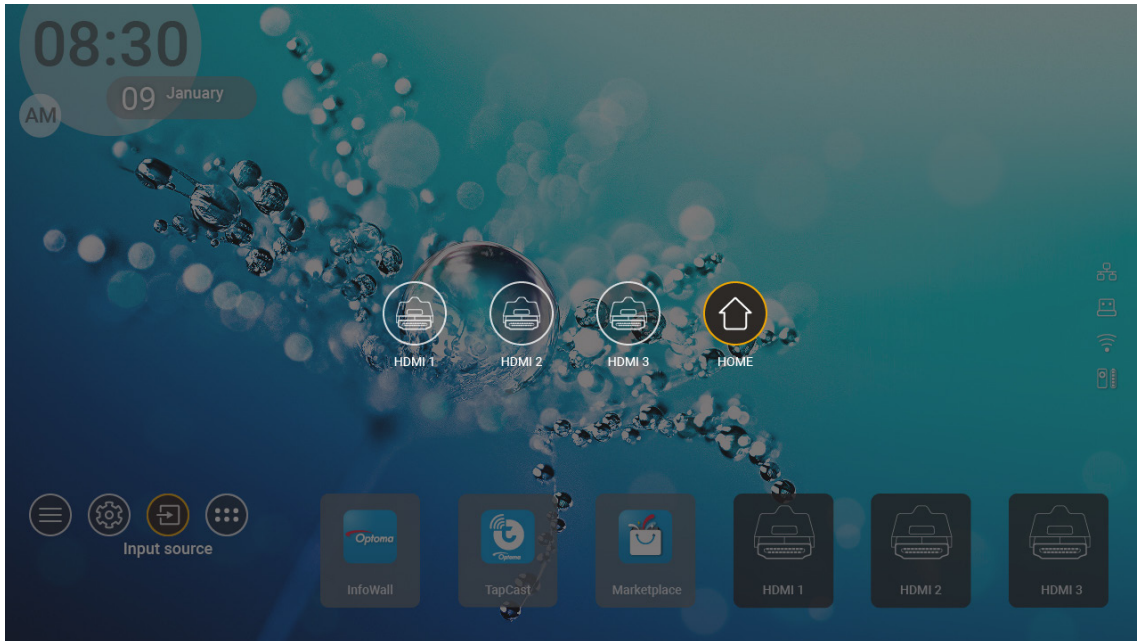 08:30
09 January
AM
HDMI 1 HDMI 2 HDMI 3 HOME
Input source
Optoma
Optoma
InfoWall TapCast Marketplace HDMI 1 HDMI 2 HDMI 3